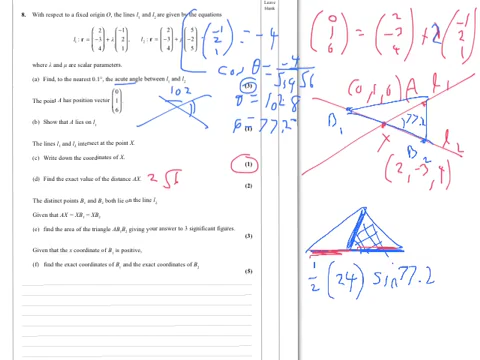 Leave
blank
8. With respect to a fixed origin O, the lines l₁ and l₂ are given by the equations
l₁: r = (2 −3 4) + λ (−1 2 1)   l₂: r = (2 −3 4) + μ (5 −2 5)
where λ and μ are scalar parameters.
(a) Find, to the nearest 0.1°, the acute angle between l₁ and l₂
(3)
The point A has position vector (0 1 6)
(b) Show that A lies on l₁
The lines l₁ and l₂ intersect at the point X.
(c) Write down the coordinates of X.
(1)
(d) Find the exact value of the distance AX. 2√6
(2)
The distinct points B₁ and B₂ both lie on the line l₂
Given that AX = XB₁ = XB₂
(e) find the area of the triangle AB₁B₂ giving your answer to 3 significant figures.
(3)
Given that the x coordinate of B₁ is positive,
(f) find the exact coordinates of B₁ and the exact coordinates of B₂
(5)
(−1 2 1) = −4
cos θ = −4
θ = 102.8
= 77.2°
102
(0 1 6) = (2 −3 4) + λ (−1 2 1)
(0,1,6) A l₁
B₁
77.2
X
B₂ l₂
(2, −3, 4)
½ (24) sin 77.2